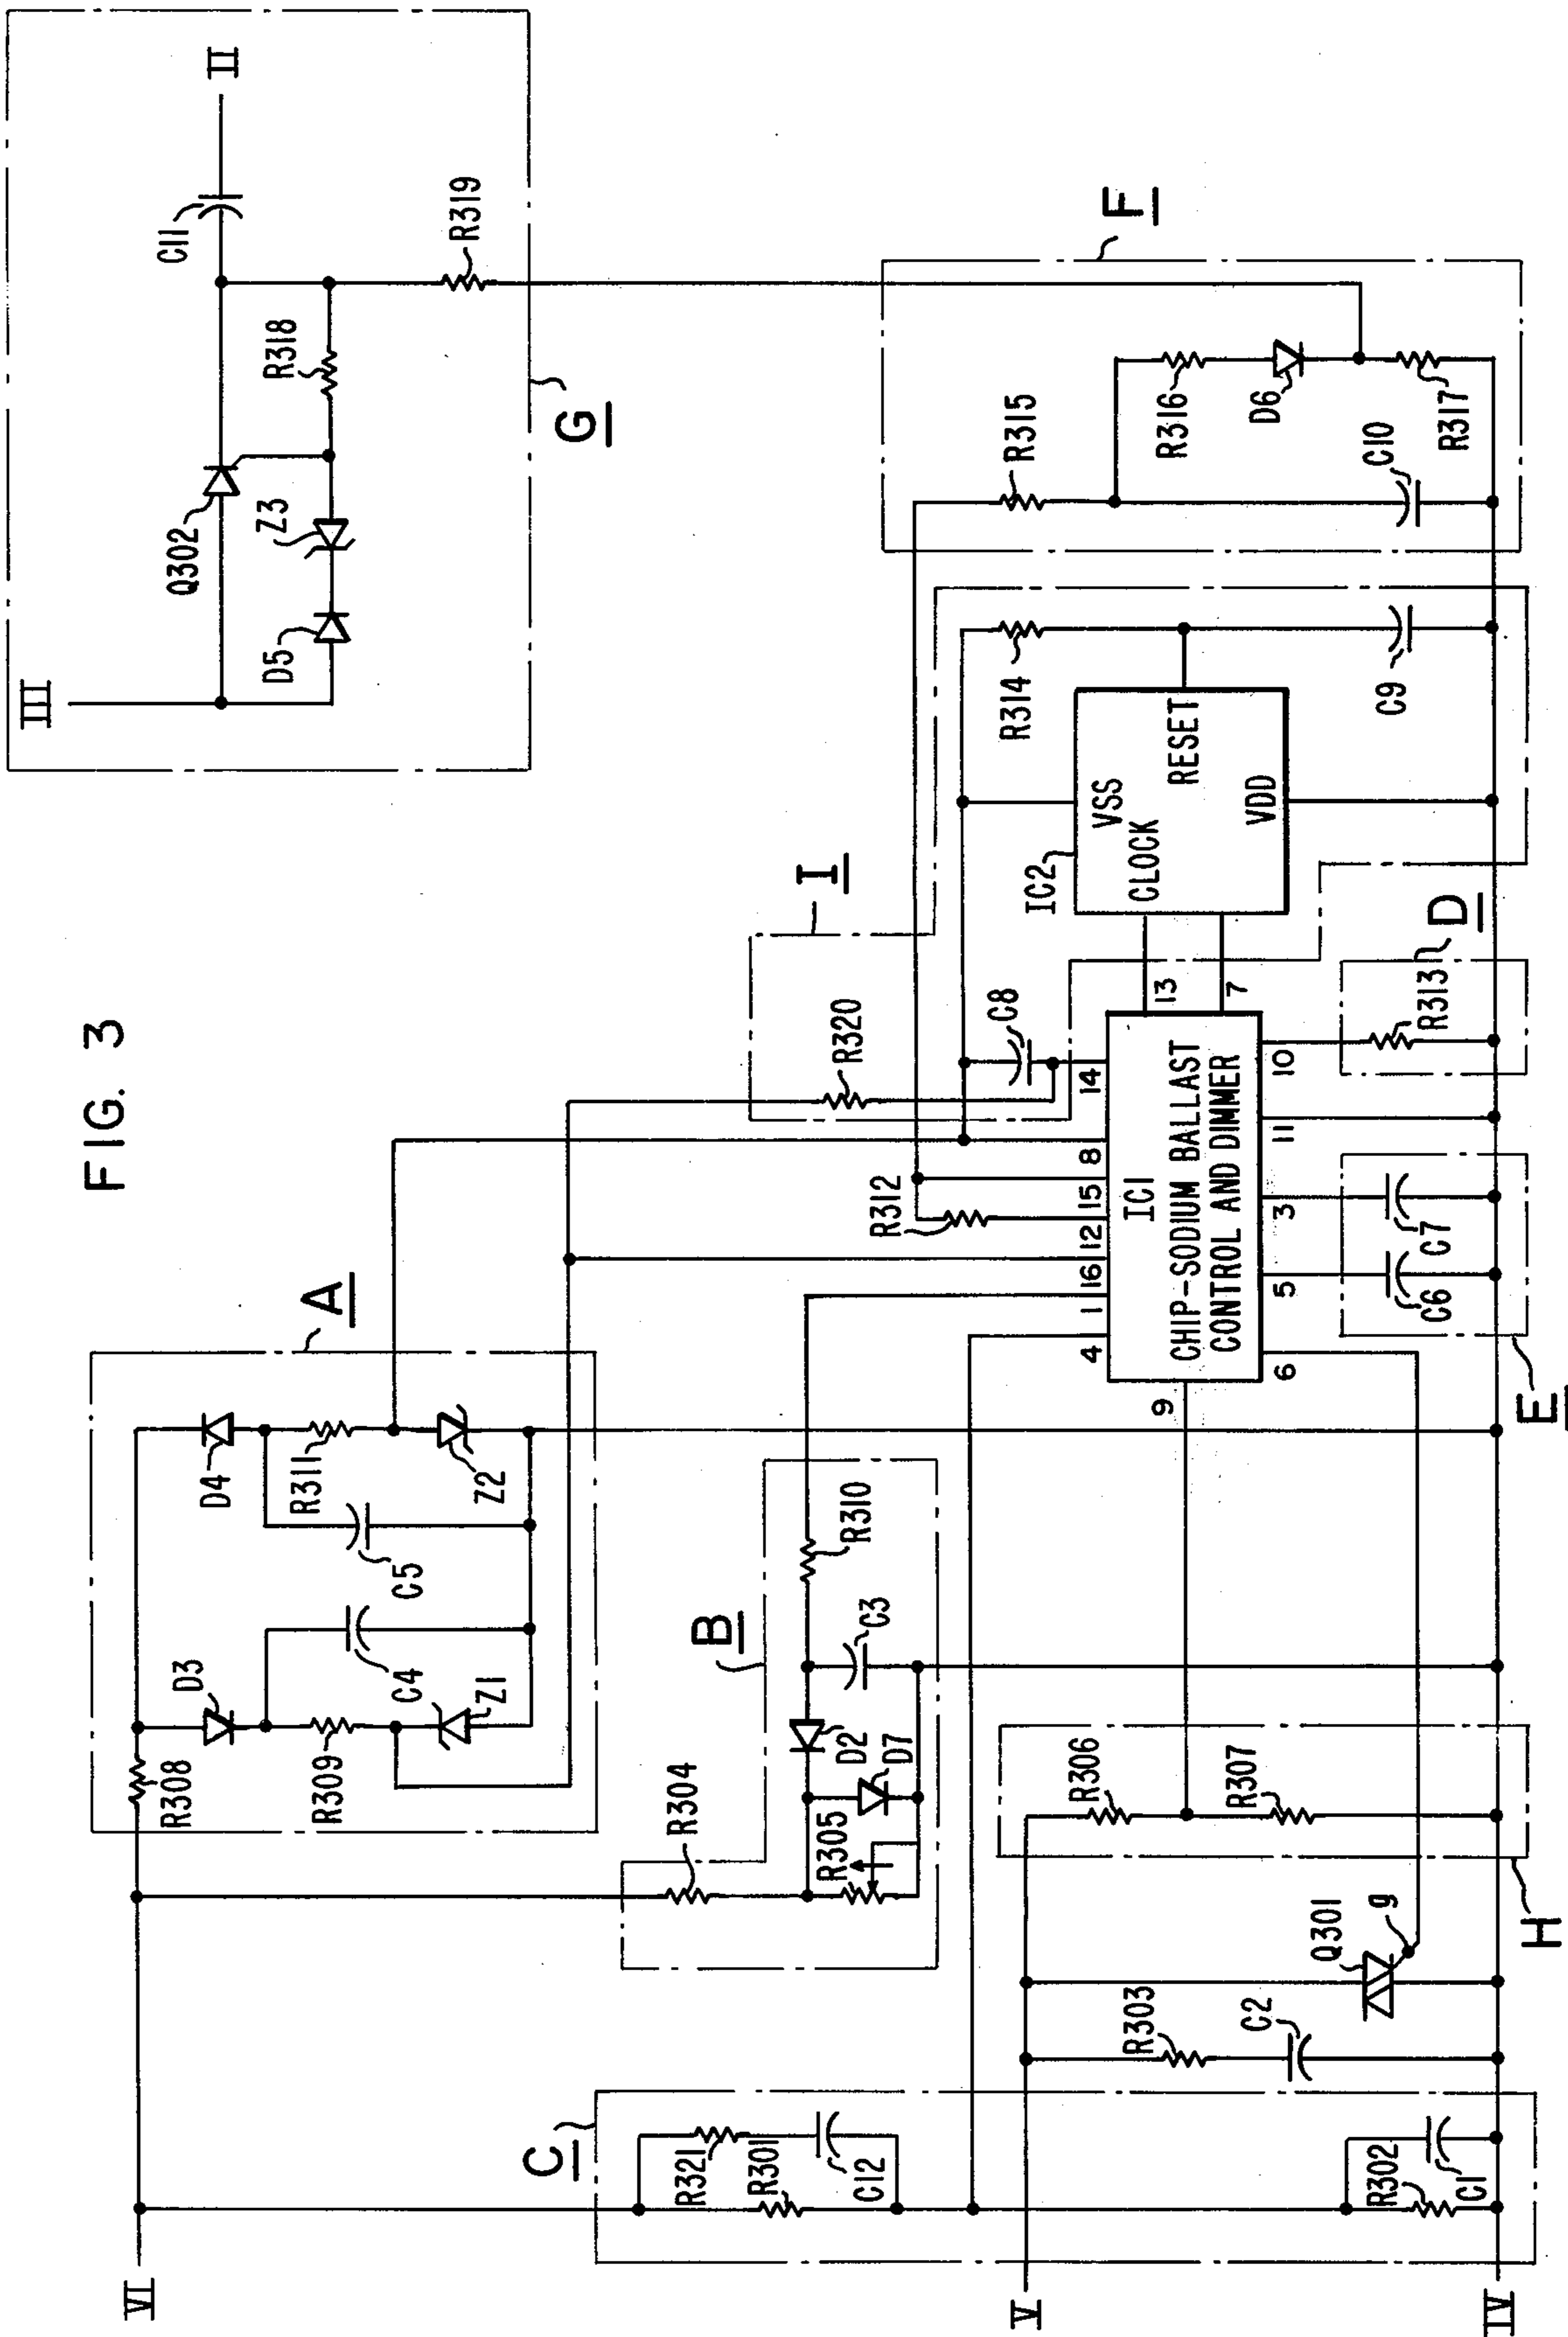 FIG. 3
II
III
C11
R319
R318
Q302
Z3
D5
G
F
R315
R316
D6
C10
R317
I
R314
C9
IC2
VSS
CLOCK
RESET
VDD
R320
C8
13
7
D
R313
A
D4
R311
Z2
C5
D3
C4
Z1
R308
R309
R312
14
8
15
12
16
1
4
IC1
CHIP-SODIUM BALLAST
CONTROL AND DIMMER
10
11
3
5
6
9
C7
C6
E
B
R310
C3
D2
D7
R304
R305
R306
R307
H
Q301
g
R303
C2
C
R321
R301
C12
R302
C1
VI
V
IV